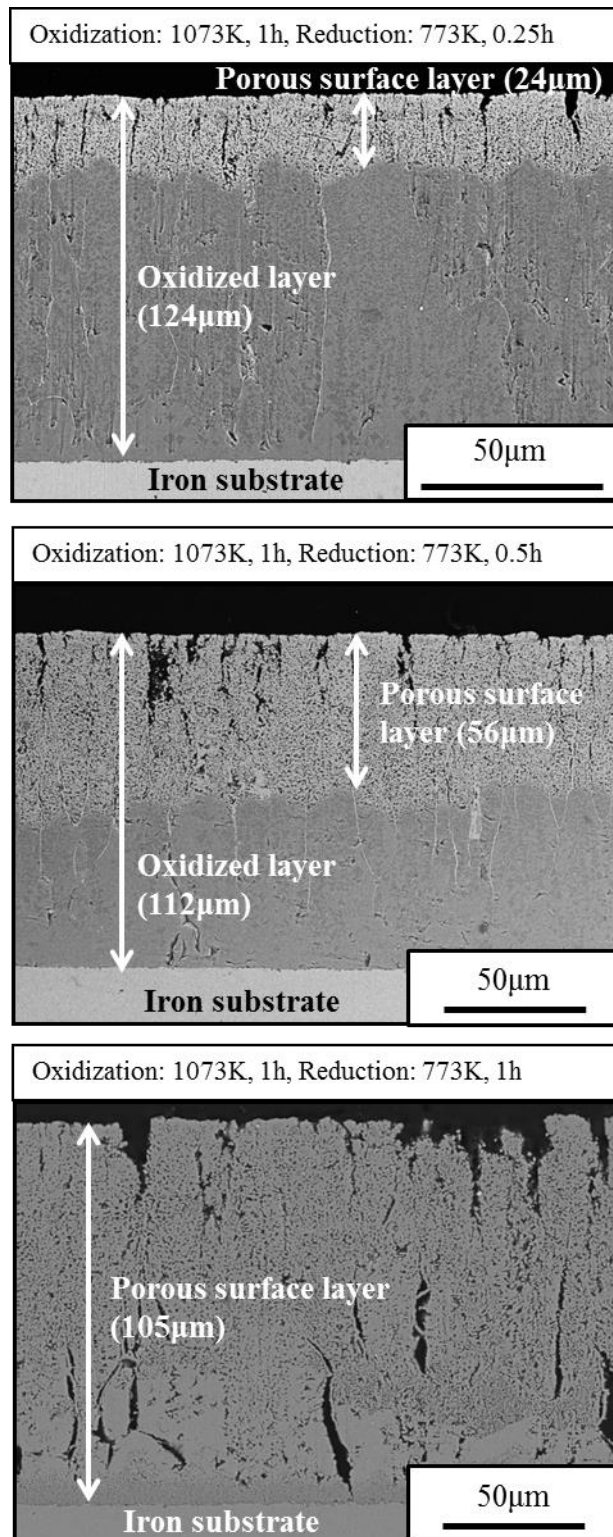 Oxidization: 1073K, 1h, Reduction: 773K, 0.25h
Porous surface layer (24μm)
Oxidized layer
(124μm)
50μm
Iron substrate
Oxidization: 1073K, 1h, Reduction: 773K, 0.5h
Porous surface
layer (56μm)
Oxidized layer
(112μm)
50μm
Iron substrate
Oxidization: 1073K, 1h, Reduction: 773K, 1h
Porous surface layer
(105μm)
50μm
Iron substrate